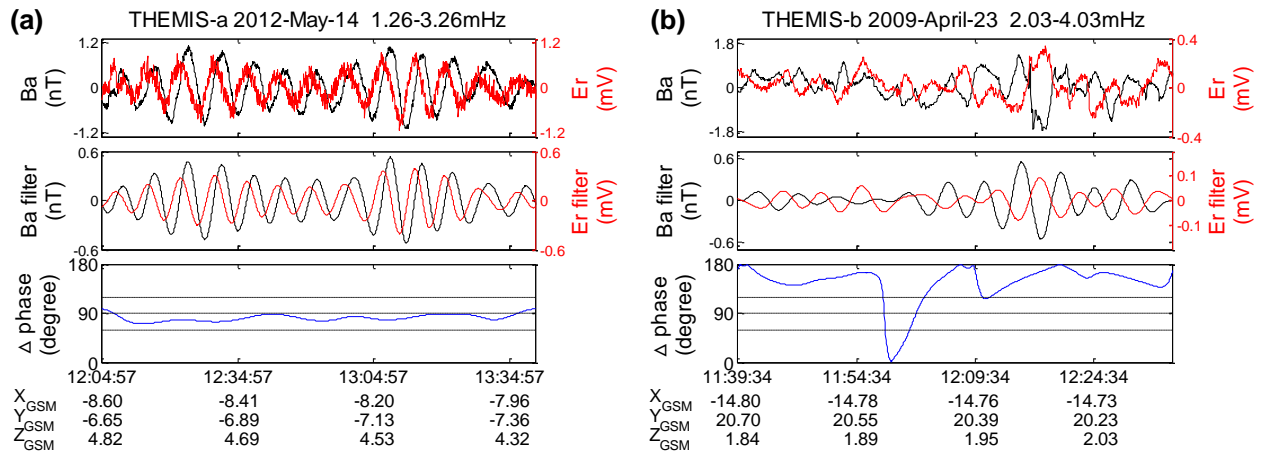 (a) THEMIS-a 2012-May-14 1.26-3.26mHz
1.2
0
-1.2
Ba
(nT)
1.2
0
-1.2
Er
(mV)
0.6
0
-0.6
Ba filter
(nT)
0.6
0
-0.6
Er filter
(mV)
180
90
0
Δ phase
(degree)
12:04:57 12:34:57 13:04:57 13:34:57
X GSM -8.60 -8.41 -8.20 -7.96
Y GSM -6.65 -6.89 -7.13 -7.36
Z GSM 4.82 4.69 4.53 4.32
(b) THEMIS-b 2009-April-23 2.03-4.03mHz
1.8
0
-1.8
Ba
(nT)
0.4
0
-0.4
Er
(mV)
0.6
0
-0.6
Ba filter
(nT)
0.1
0
-0.1
Er filter
(mV)
180
90
0
Δ phase
(degree)
11:39:34 11:54:34 12:09:34 12:24:34
X GSM -14.80 -14.78 -14.76 -14.73
Y GSM 20.70 20.55 20.39 20.23
Z GSM 1.84 1.89 1.95 2.03